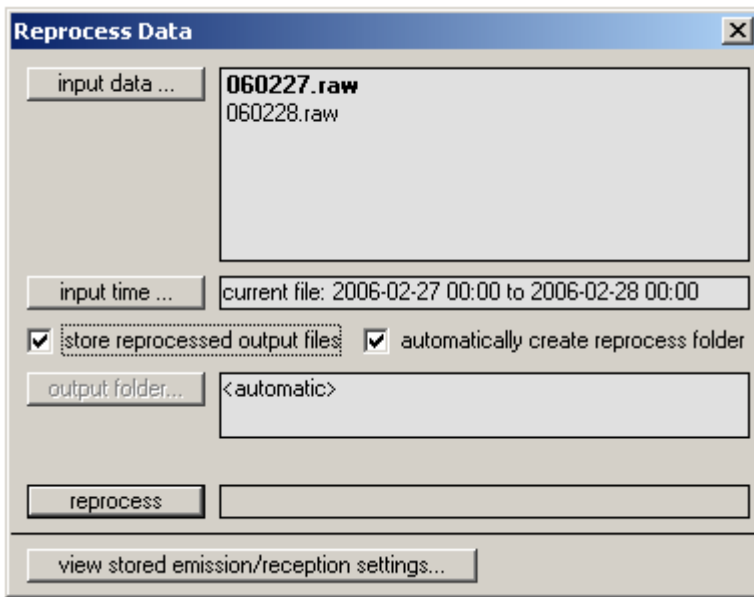 Reprocess Data
input data ...
060227.raw
060228.raw
input time ...
current file: 2006-02-27 00:00 to 2006-02-28 00:00
store reprocessed output files
automatically create reprocess folder
output folder...
<automatic>
reprocess
view stored emission/reception settings...